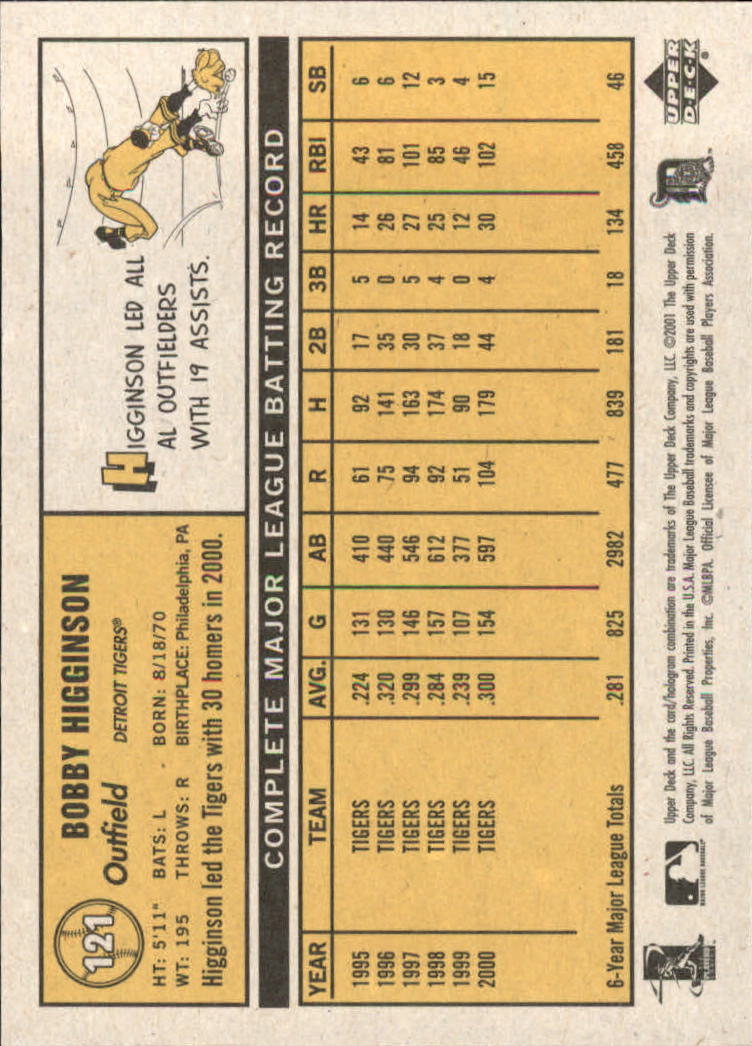 121
BOBBY HIGGINSON
Outfield DETROIT TIGERS®
HT: 5'11" BATS: L - BORN: 8/18/70
WT: 195 THROWS: R BIRTHPLACE: Philadelphia, PA
Higginson led the Tigers with 30 homers in 2000.
HIGGINSON LED ALL
AL OUTFIELDERS
WITH 19 ASSISTS.
COMPLETE MAJOR LEAGUE BATTING RECORD
YEAR TEAM AVG. G AB R H 2B 3B HR RBI SB
1995 TIGERS .224 131 410 61 92 17 5 14 43 6
1996 TIGERS .320 130 440 75 141 35 0 26 81 6
1997 TIGERS .299 146 546 94 163 30 5 27 101 12
1998 TIGERS .284 157 612 92 174 37 4 25 85 3
1999 TIGERS .239 107 377 51 90 18 0 12 46 4
2000 TIGERS .300 154 597 104 179 44 4 30 102 15
6-Year Major League Totals .281 825 2982 477 839 181 18 134 458 46
Upper Deck and the card/hologram combination are trademarks of The Upper Deck Company, LLC. ©2001 The Upper Deck
Company, LLC. All Rights Reserved. Printed in the U.S.A. Major League Baseball trademarks and copyrights are used with permission
of Major League Baseball Properties, Inc. ©MLBPA. Official Licensee of Major League Baseball Players Association.
MAJOR LEAGUE BASEBALL
D
UPPER
DECK®